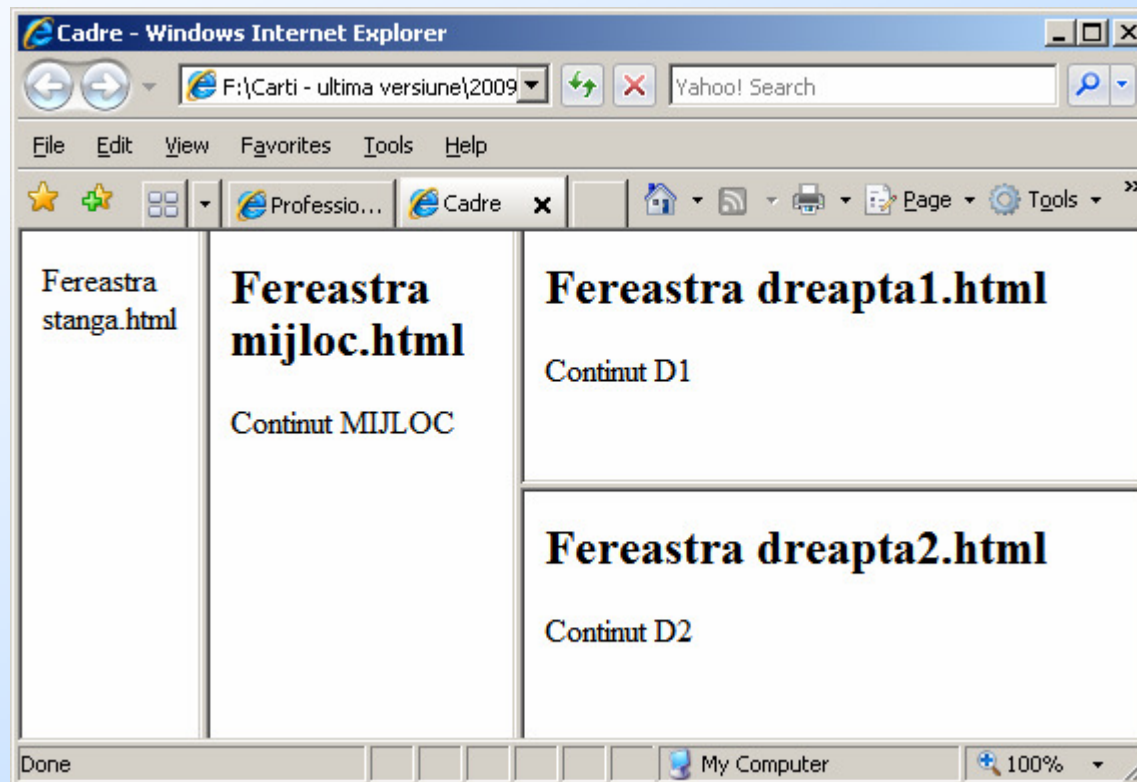 Cadre - Windows Internet Explorer
F:\Carti - ultima versiune\2009
Yahoo! Search
File Edit View Favorites Tools Help
Professio... Cadre Page Tools
Fereastra
stanga.html
Fereastra
mijloc.html
Continut MIJLOC
Fereastra dreapta1.html
Continut D1
Fereastra dreapta2.html
Continut D2
Done My Computer 100%